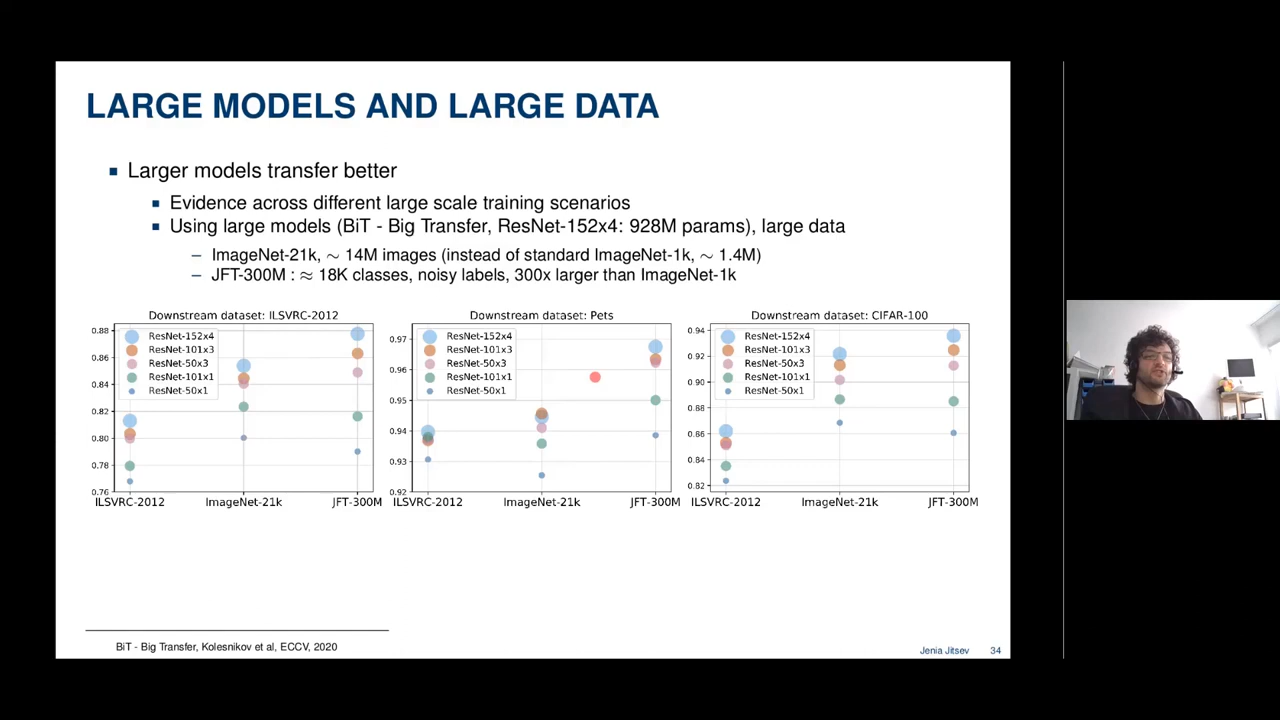 LARGE MODELS AND LARGE DATA
Larger models transfer better
Evidence across different large scale training scenarios
Using large models (BiT - Big Transfer, ResNet-152x4: 928M params), large data
– ImageNet-21k, ∼ 14M images (instead of standard ImageNet-1k, ∼ 1.4M)
– JFT-300M : ≈ 18K classes, noisy labels, 300x larger than ImageNet-1k
Downstream dataset: ILSVRC-2012
0.88
0.86
0.84
0.82
0.80
0.78
0.76
ResNet-152x4
ResNet-101x3
ResNet-50x3
ResNet-101x1
ResNet-50x1
ILSVRC-2012 ImageNet-21k JFT-300M
Downstream dataset: Pets
0.97
0.96
0.95
0.94
0.93
0.92
ResNet-152x4
ResNet-101x3
ResNet-50x3
ResNet-101x1
ResNet-50x1
ILSVRC-2012 ImageNet-21k JFT-300M
Downstream dataset: CIFAR-100
0.94
0.92
0.90
0.88
0.86
0.84
0.82
ResNet-152x4
ResNet-101x3
ResNet-50x3
ResNet-101x1
ResNet-50x1
ILSVRC-2012 ImageNet-21k JFT-300M
BiT - Big Transfer, Kolesnikov et al, ECCV, 2020
Jenia Jitsev 34